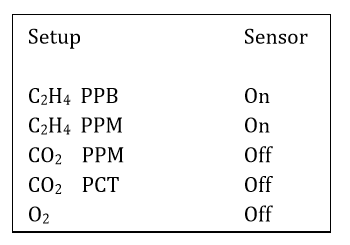 Setup Sensor
C₂H₄ PPB On
C₂H₄ PPM On
CO₂ PPM Off
CO₂ PCT Off
O₂ Off